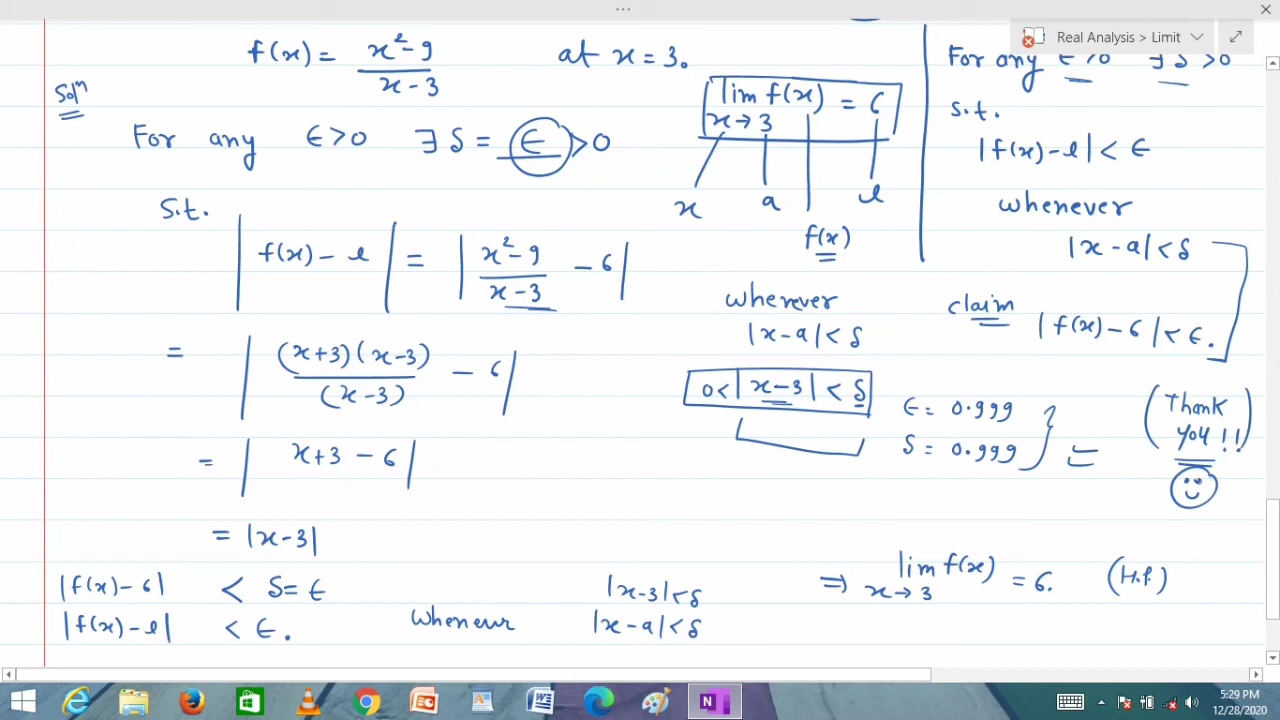 Real Analysis > Limit
f(x) = x²-9 / x-3 at x = 3.
Solⁿ
For any ϵ>0 ∃ δ = ϵ >0
s.t.
|f(x) - l| = |x²-9 / x-3 - 6|
= |(x+3)(x-3) / (x-3) - 6|
= |x+3 - 6|
= |x-3|
|f(x)-6| < δ = ϵ |x-3|<δ
|f(x)-l| < ϵ. whenever |x-a|<δ
lim f(x) = 6
x→3
x a l
f(x)
whenever
|x-a|<δ
0<|x-3|<δ
ϵ = 0.999
δ = 0.999
For any ϵ>0 ∃ δ >0
s.t.
|f(x)-l| < ϵ
whenever
|x-a|<δ
claim |f(x)-6|<ϵ.
(Thank
you!!)
⇒ lim f(x) = 6. (H.P.)
x→3
5:29 PM
12/28/2020